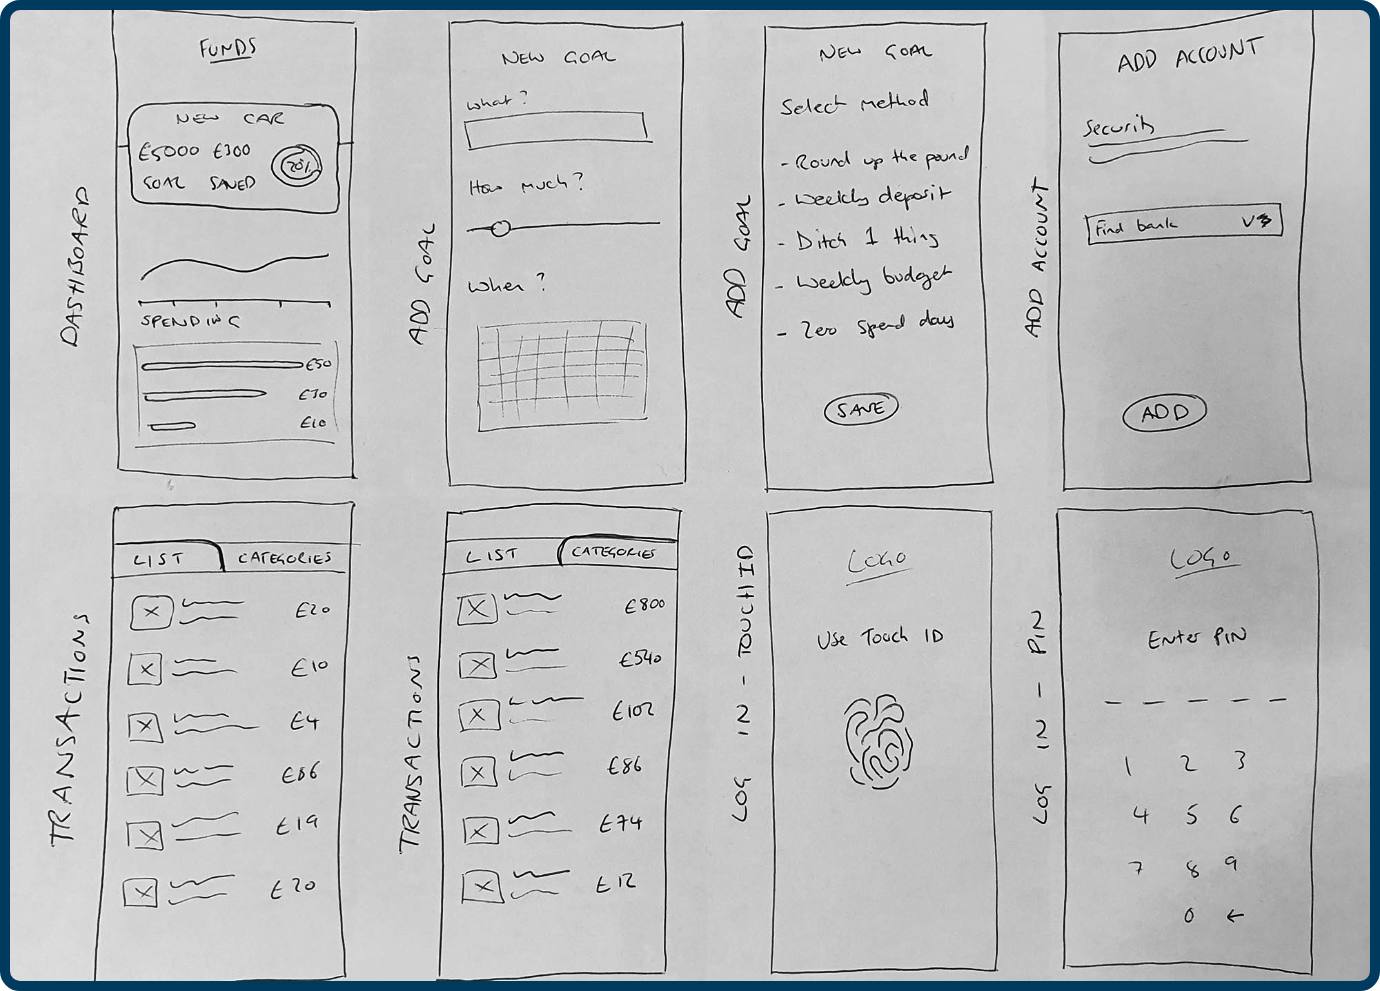 DASHBOARD
FUNDS
NEW CAR
£5000 £300
GOAL SAVED
70%
SPENDING
£50
£30
£10
ADD GOAL
NEW GOAL
What?
How much?
When?
ADD GOAL
NEW GOAL
Select method
- Round up the pound
- Weekly deposit
- Ditch 1 thing
- Weekly budget
- Zero spend day
SAVE
ADD ACCOUNT
ADD ACCOUNT
Security
Find bank
ADD
TRANSACTIONS
LIST CATEGORIES
£20
£10
£4
£86
£19
£20
TRANSACTIONS
LIST CATEGORIES
£800
£540
£102
£86
£74
£12
LOG IN - TOUCH ID
LOGO
Use Touch ID
LOG IN - PIN
LOGO
Enter PIN
1 2 3
4 5 6
7 8 9
0 ←